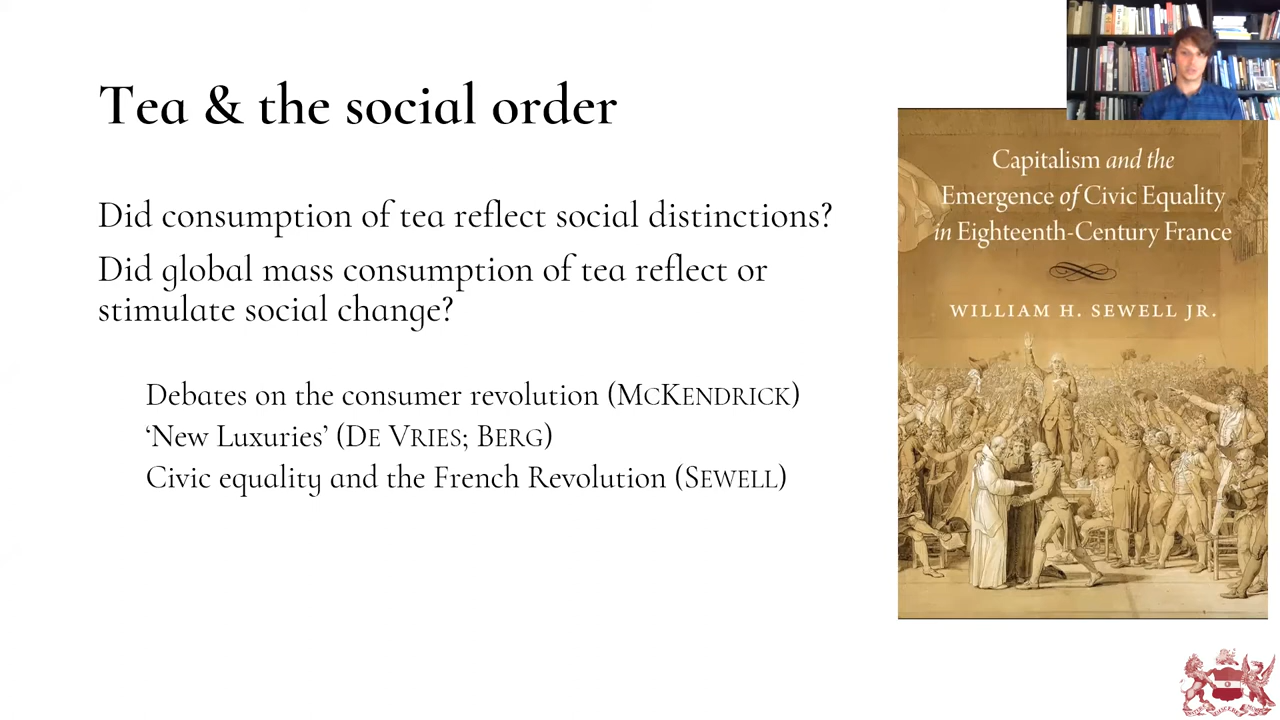 Tea & the social order
Did consumption of tea reflect social distinctions?
Did global mass consumption of tea reflect or
stimulate social change?
Debates on the consumer revolution (MCKENDRICK)
‘New Luxuries’ (DE VRIES; BERG)
Civic equality and the French Revolution (SEWELL)
Capitalism and the
Emergence of Civic Equality
in Eighteenth-Century France
WILLIAM H. SEWELL JR.